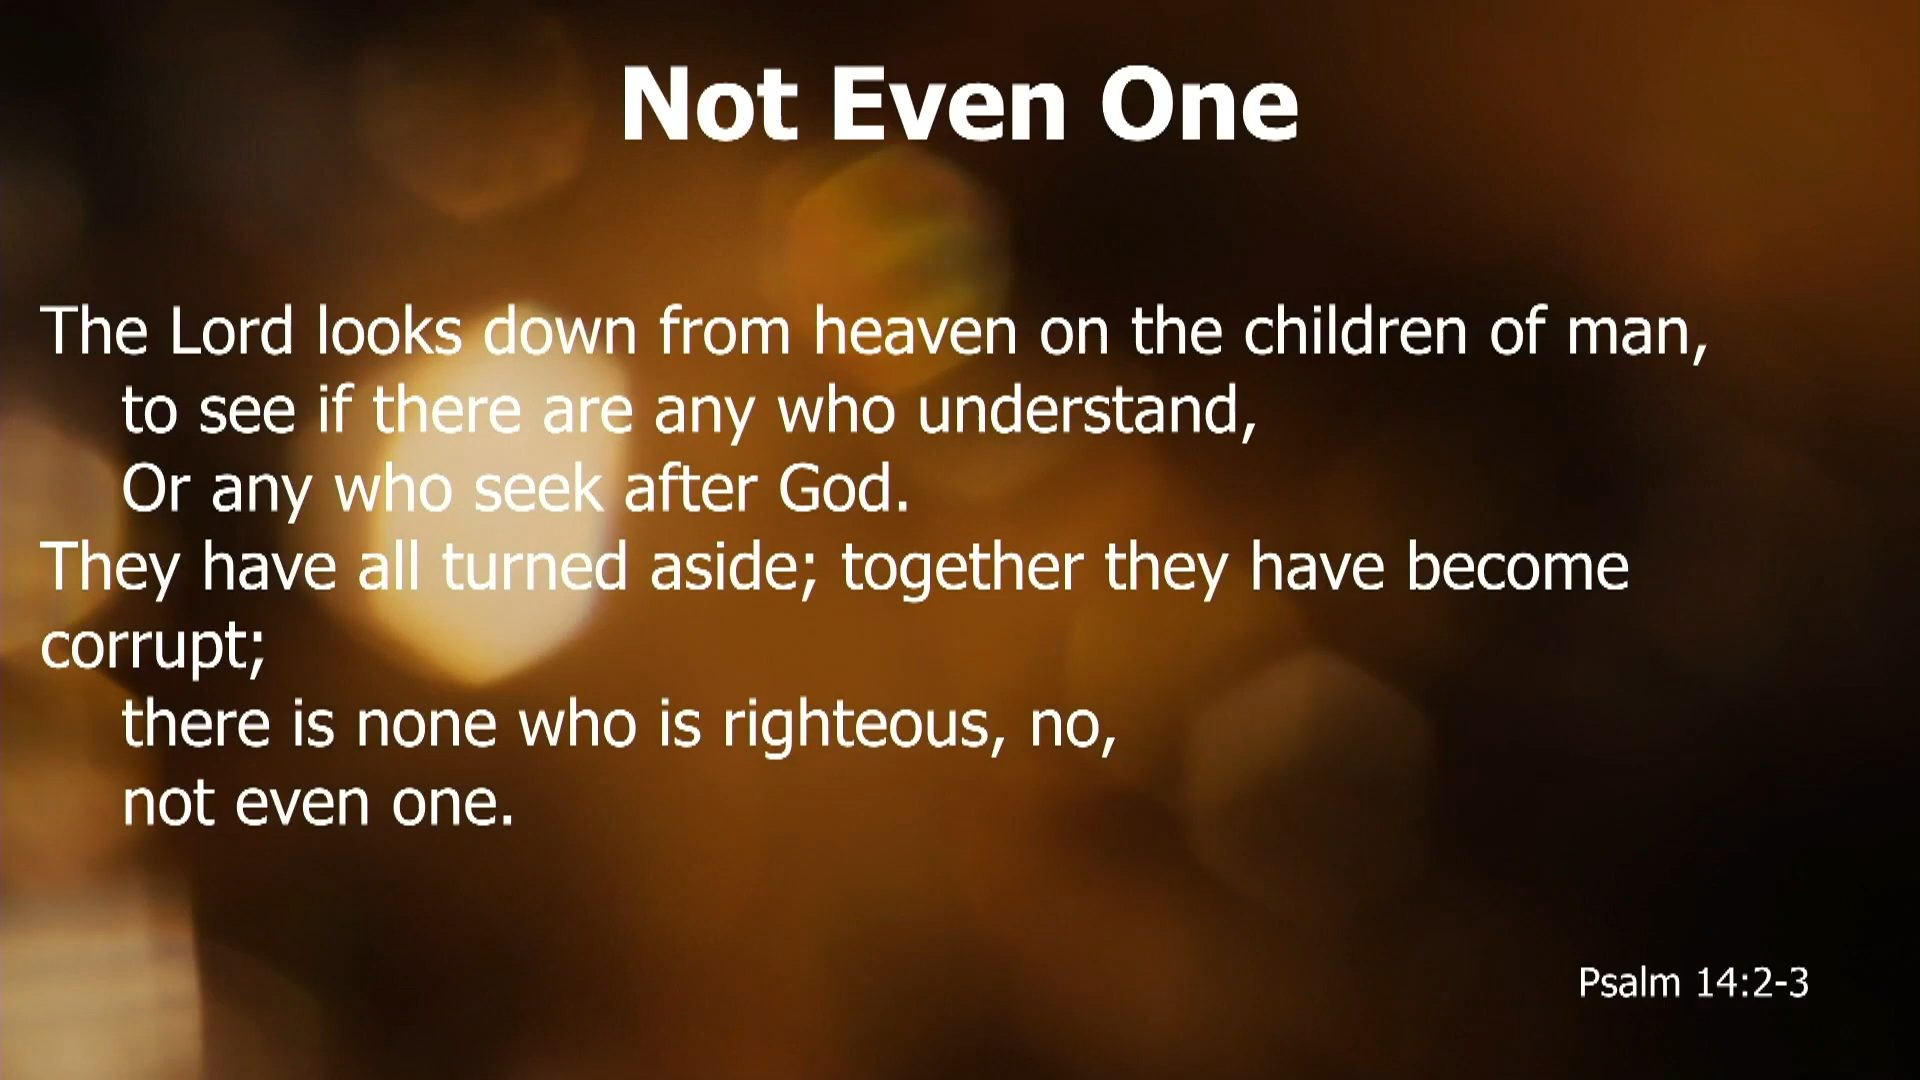 Not Even One
The Lord looks down from heaven on the children of man,
to see if there are any who understand,
Or any who seek after God.
They have all turned aside; together they have become
corrupt;
there is none who is righteous, no,
not even one.
Psalm 14:2-3